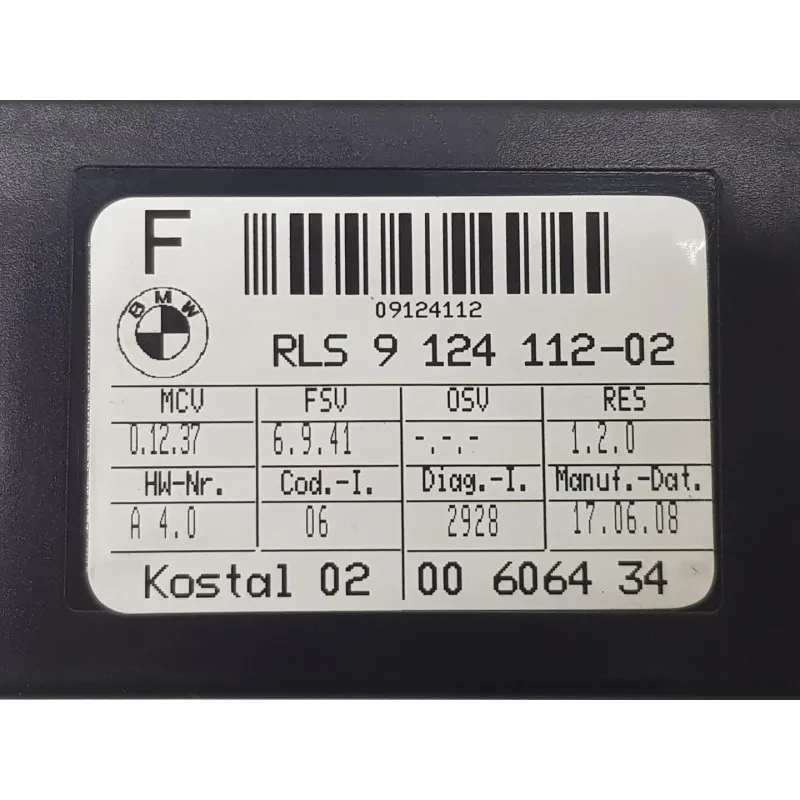 F
09124112
BMW
RLS 9 124 112-02
MCV FSV OSV RES
0.12.37 6.9.41 -.-.- 1.2.0
HW-Nr. Cod.-I. Diag.-I. Manuf.-Dat.
A 4.0 06 2928 17.06.08
Kostal 02 00 6064 34